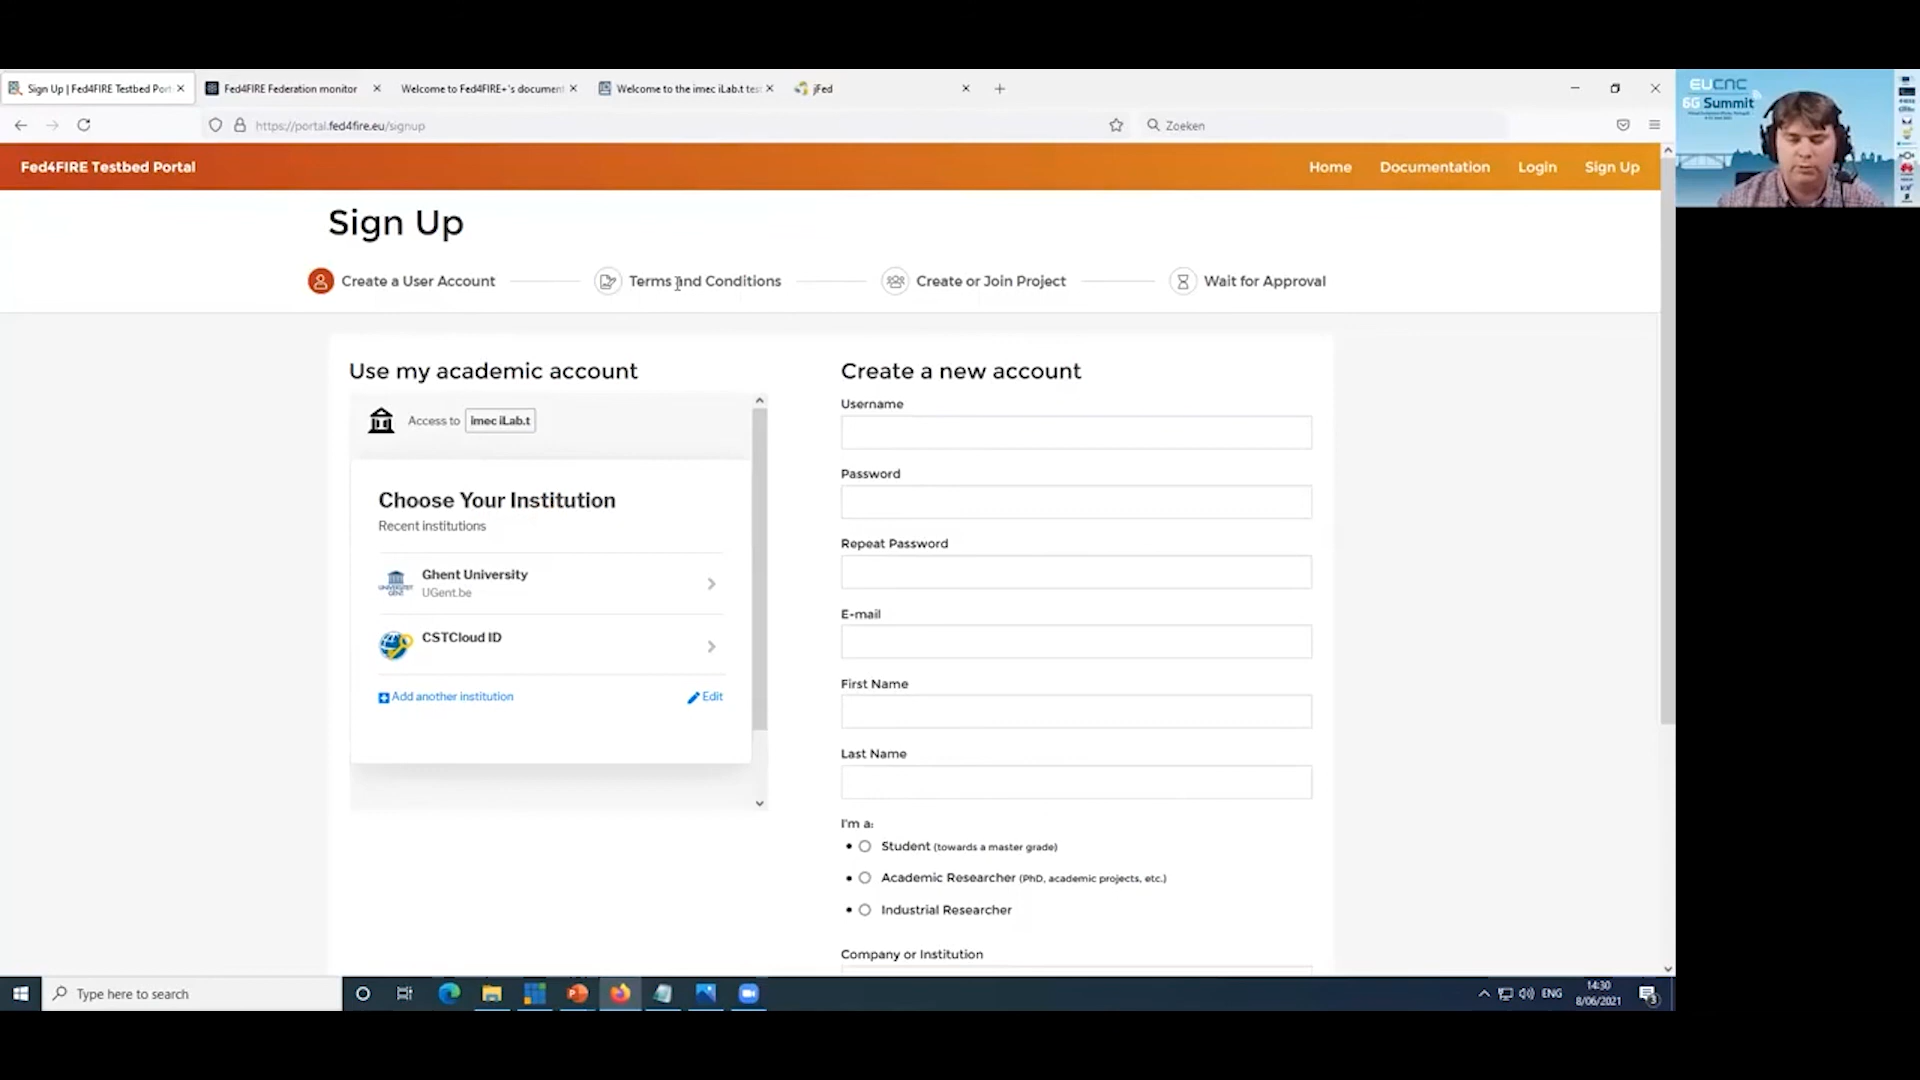 Sign Up | Fed4FIRE Testbed Port
Fed4FIRE Federation monitor
Welcome to Fed4FIRE+'s document
Welcome to the imec iLab.t test
jFed
https://portal.fed4fire.eu/signup
Zoeken
EUCNC
6G Summit
Fed4FIRE Testbed Portal
Home
Documentation
Login
Sign Up
Sign Up
Create a User Account
Terms and Conditions
Create or Join Project
Wait for Approval
Use my academic account
Access to imec iLab.t
Choose Your Institution
Recent institutions
Ghent University
UGent.be
CSTCloud ID
Add another institution
Edit
Create a new account
Username
Password
Repeat Password
E-mail
First Name
Last Name
I'm a:
Student (towards a master grade)
Academic Researcher (PhD, academic projects, etc.)
Industrial Researcher
Company or Institution
Type here to search
ENG
14:30
8/06/2021
3